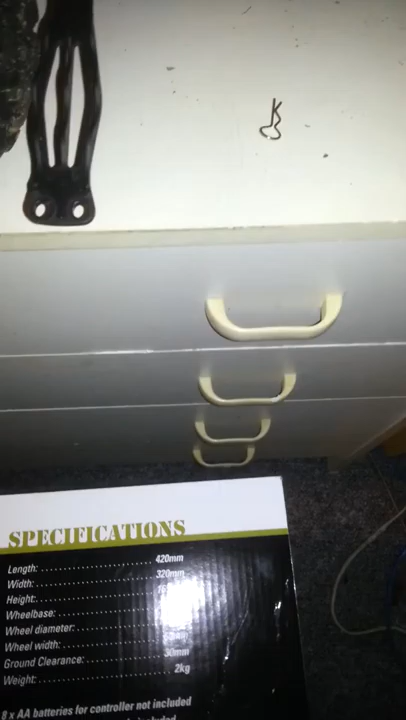 SPECIFICATIONS
Length: 420mm
Width: 320mm
Height:
Wheelbase:
Wheel diameter:
Wheel width:
Ground Clearance: 30mm
Weight: 2kg
8 x AA batteries for controller not included